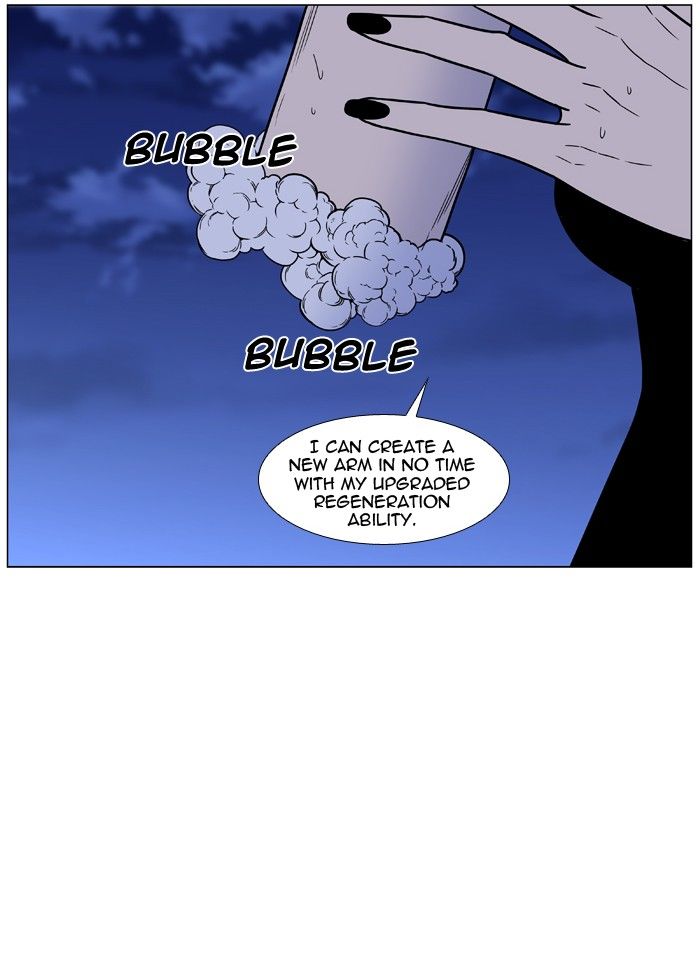 BUBBLE
BUBBLE
I CAN CREATE A
NEW ARM IN NO TIME
WITH MY UPGRADED
REGENERATION
ABILITY.